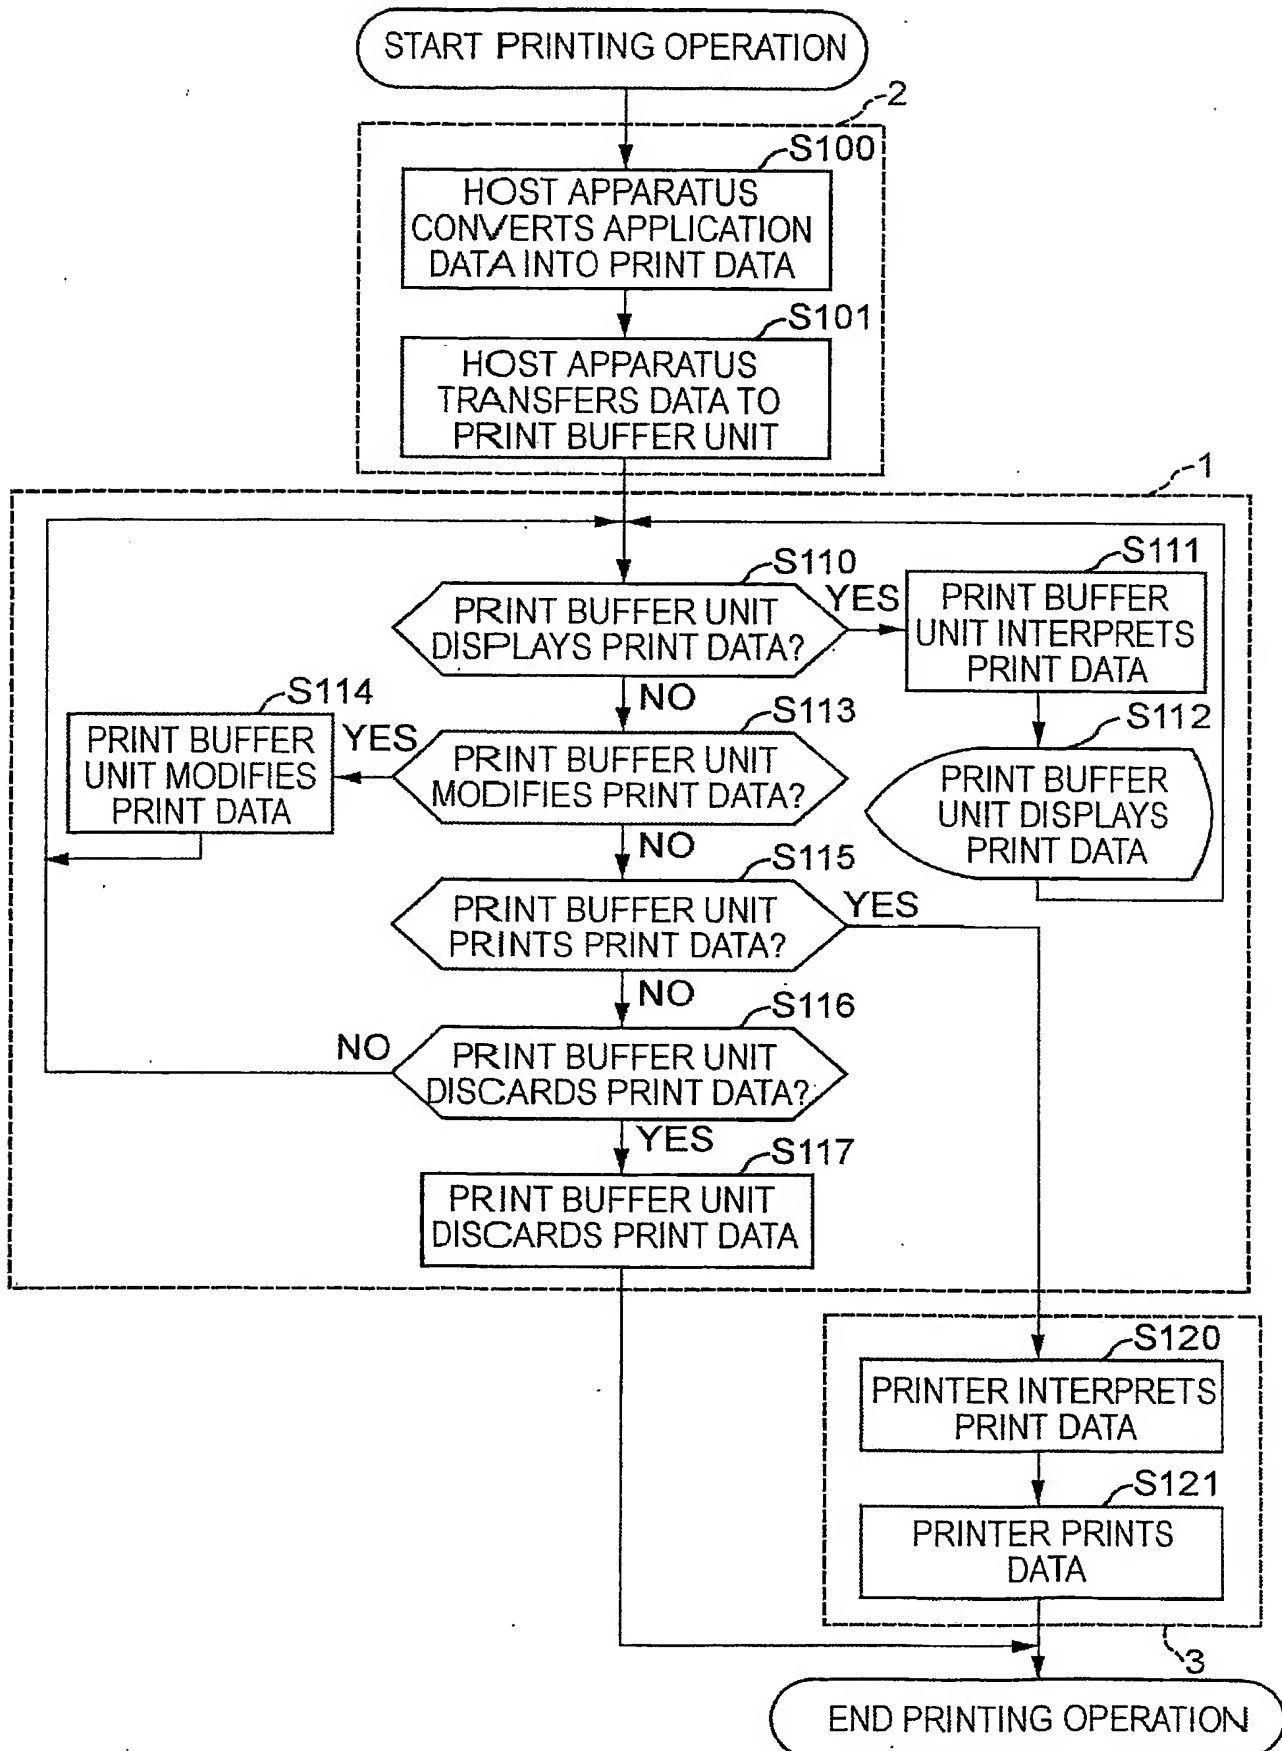 START PRINTING OPERATION
2
S100
HOST APPARATUS
CONVERTS APPLICATION
DATA INTO PRINT DATA
S101
HOST APPARATUS
TRANSFERS DATA TO
PRINT BUFFER UNIT
1
S110
PRINT BUFFER UNIT
DISPLAYS PRINT DATA?
YES
S111
PRINT BUFFER
UNIT INTERPRETS
PRINT DATA
NO
S112
PRINT BUFFER
UNIT DISPLAYS
PRINT DATA
S113
PRINT BUFFER UNIT
MODIFIES PRINT DATA?
YES
S114
PRINT BUFFER
UNIT MODIFIES
PRINT DATA
NO
S115
PRINT BUFFER UNIT
PRINTS PRINT DATA?
YES
NO
S116
PRINT BUFFER UNIT
DISCARDS PRINT DATA?
NO
YES
S117
PRINT BUFFER UNIT
DISCARDS PRINT DATA
S120
PRINTER INTERPRETS
PRINT DATA
S121
PRINTER PRINTS
DATA
3
END PRINTING OPERATION